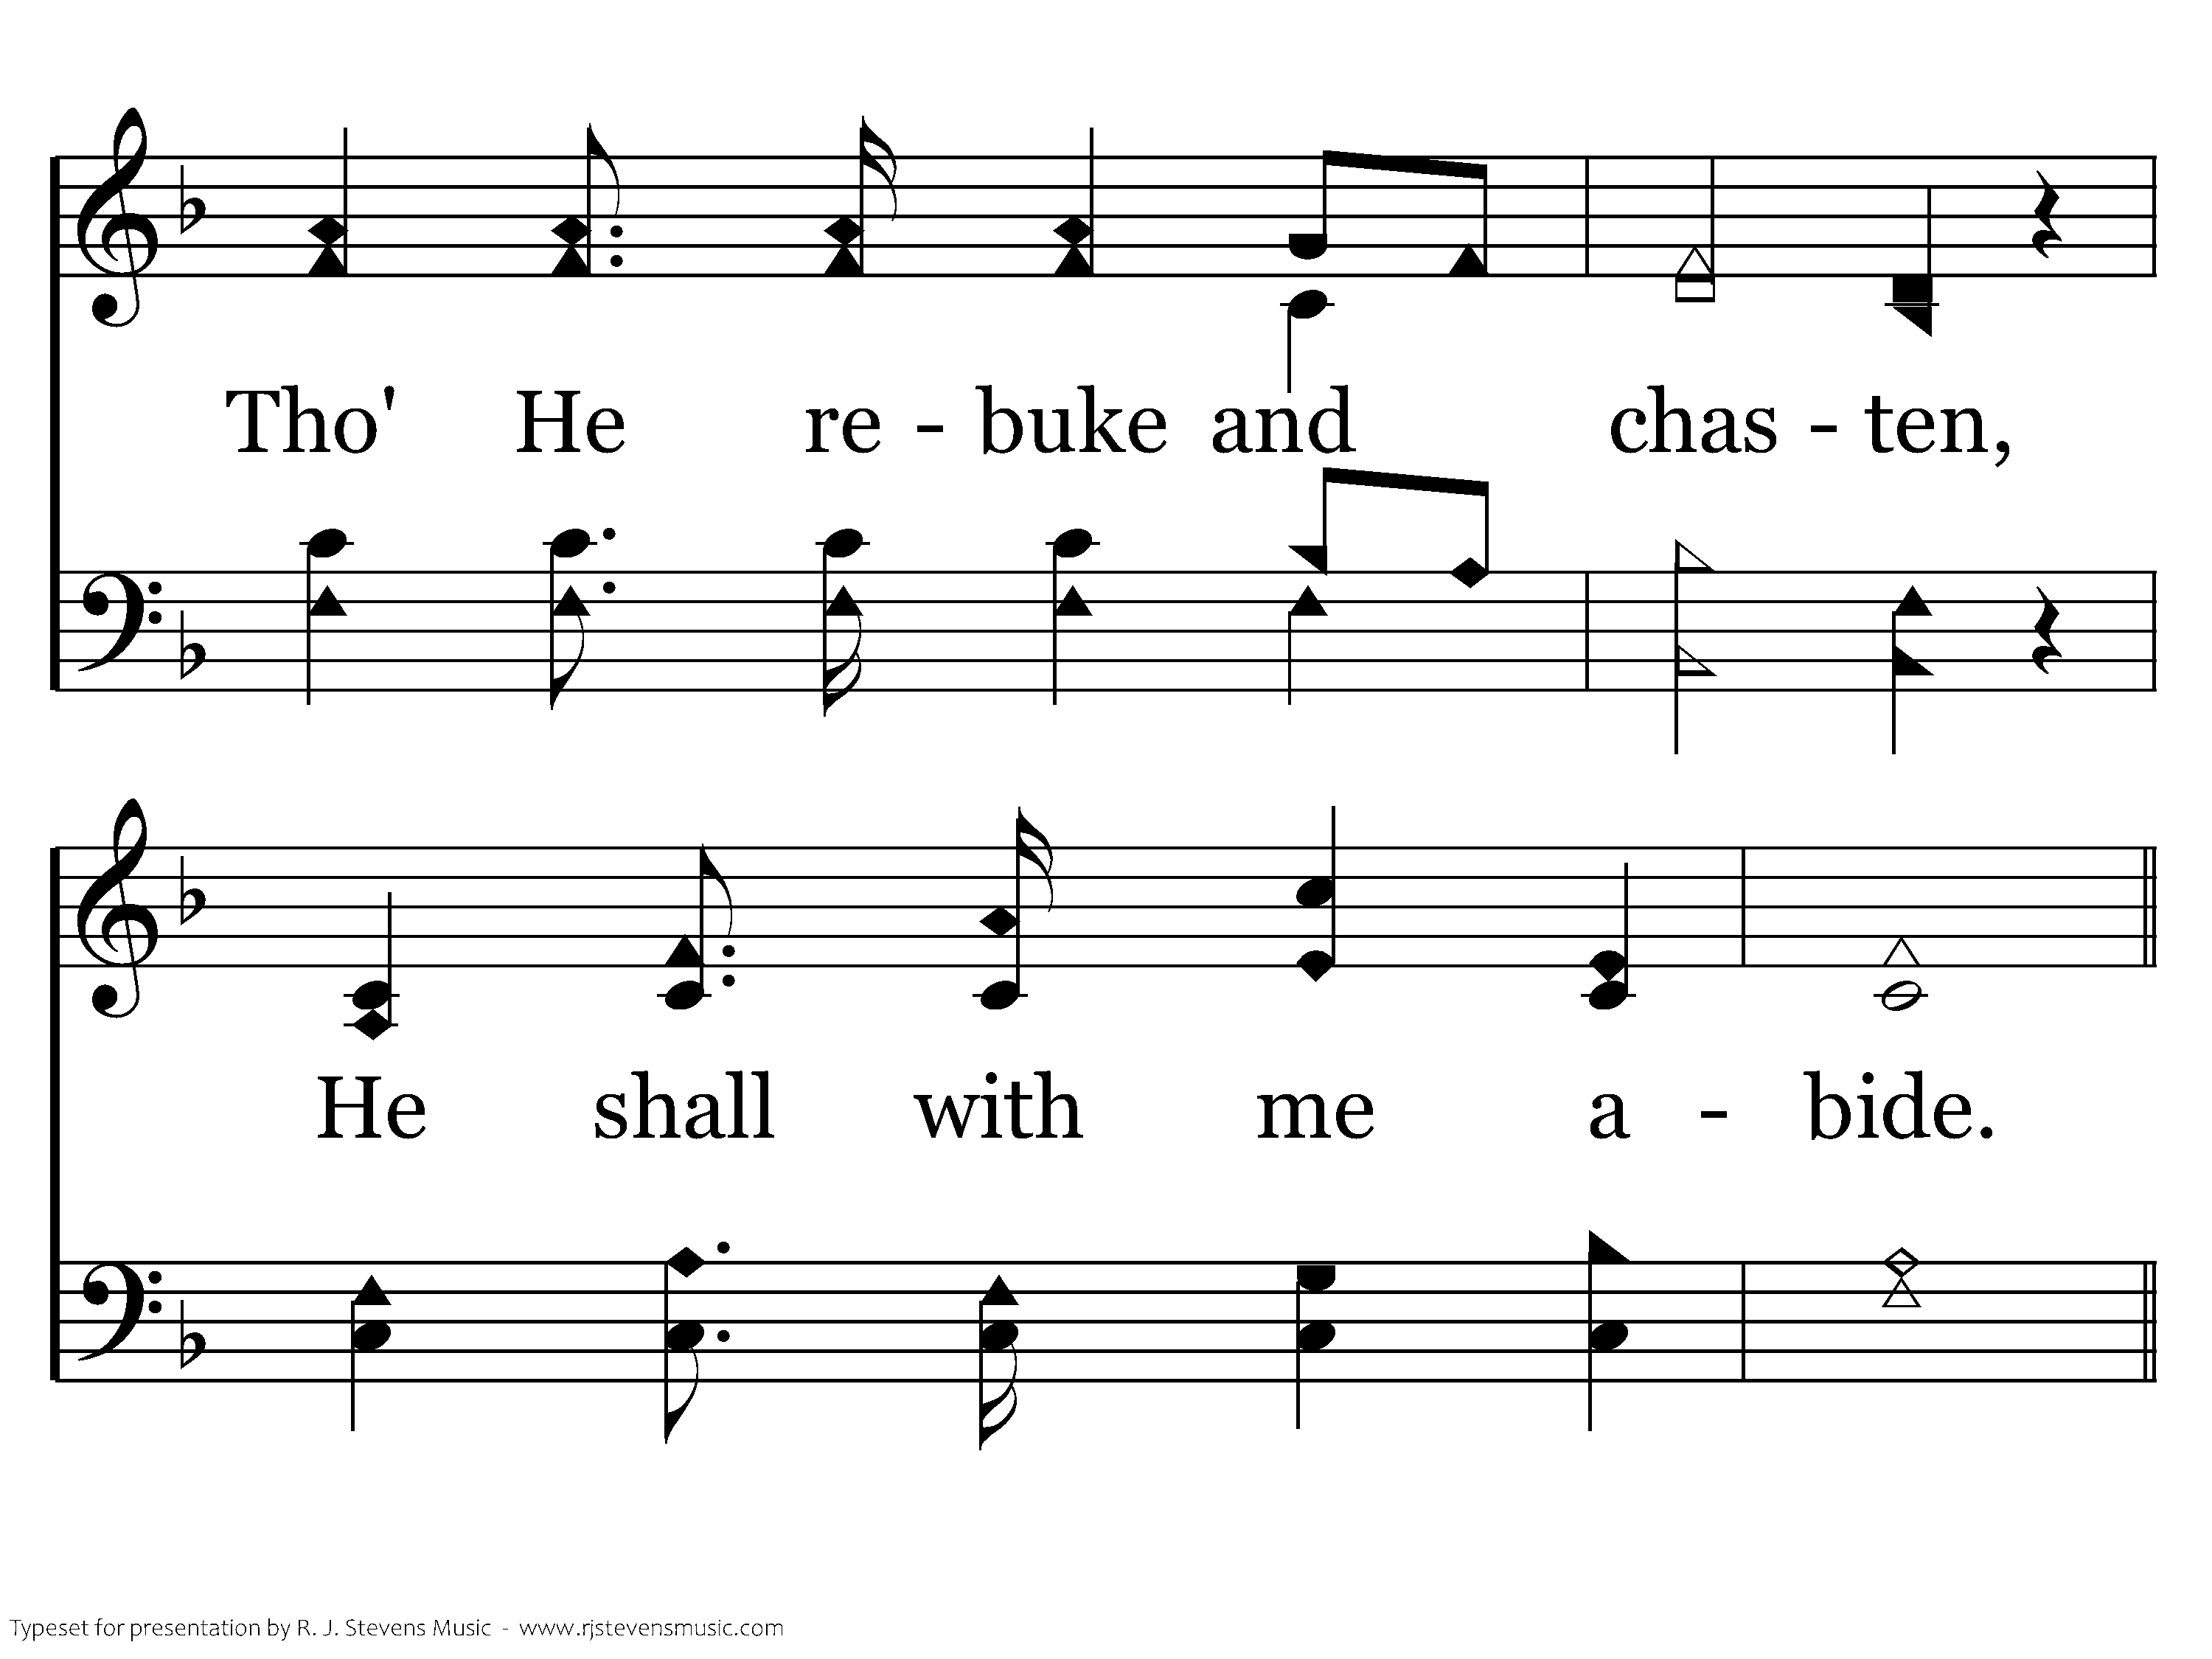 Tho' He re - buke and chas - ten,
He shall with me a - bide.
Typeset for presentation by R. J. Stevens Music - www.rjstevensmusic.com